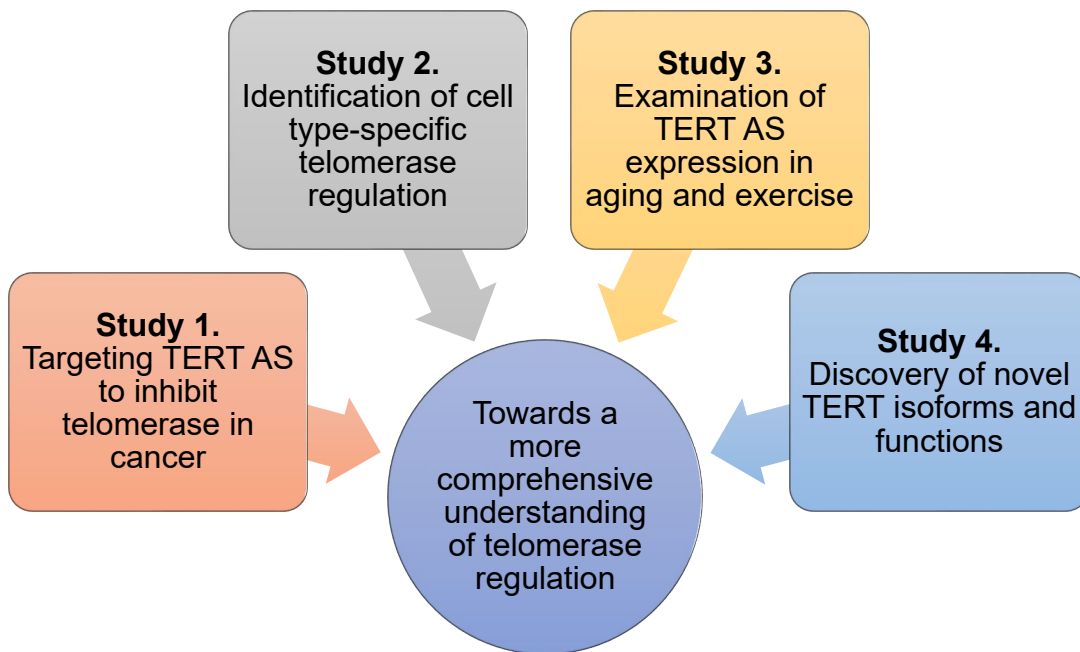 Study 1.
Targeting TERT AS
to inhibit
telomerase in
cancer
Study 2.
Identification of cell
type-specific
telomerase
regulation
Study 3.
Examination of
TERT AS
expression in
aging and exercise
Study 4.
Discovery of novel
TERT isoforms and
functions
Towards a
more
comprehensive
understanding
of telomerase
regulation